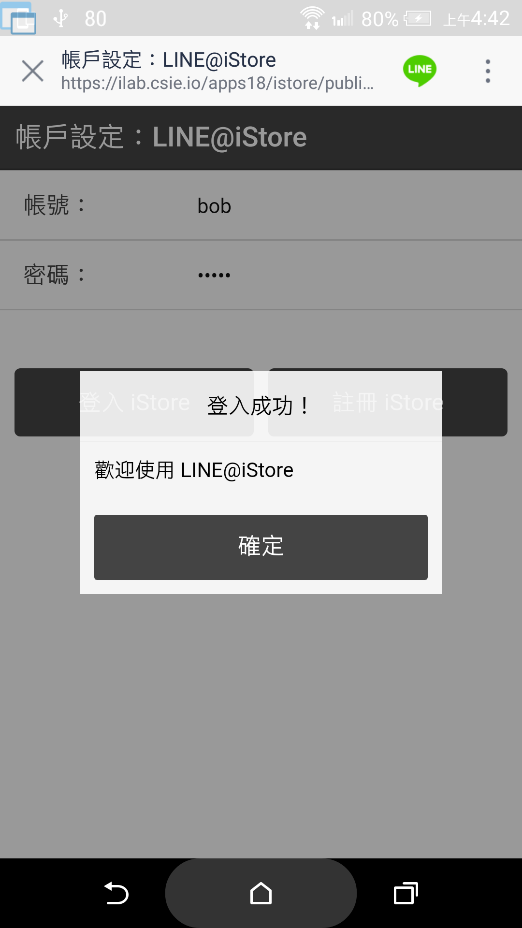 80
80%
上午4:42
帳戶設定：LINE@iStore
https://ilab.csie.io/apps18/istore/publi...
LINE
帳戶設定：LINE@iStore
帳號：
bob
密碼：
•••••
登入 iStore
註冊 iStore
登入成功！
歡迎使用 LINE@iStore
確定